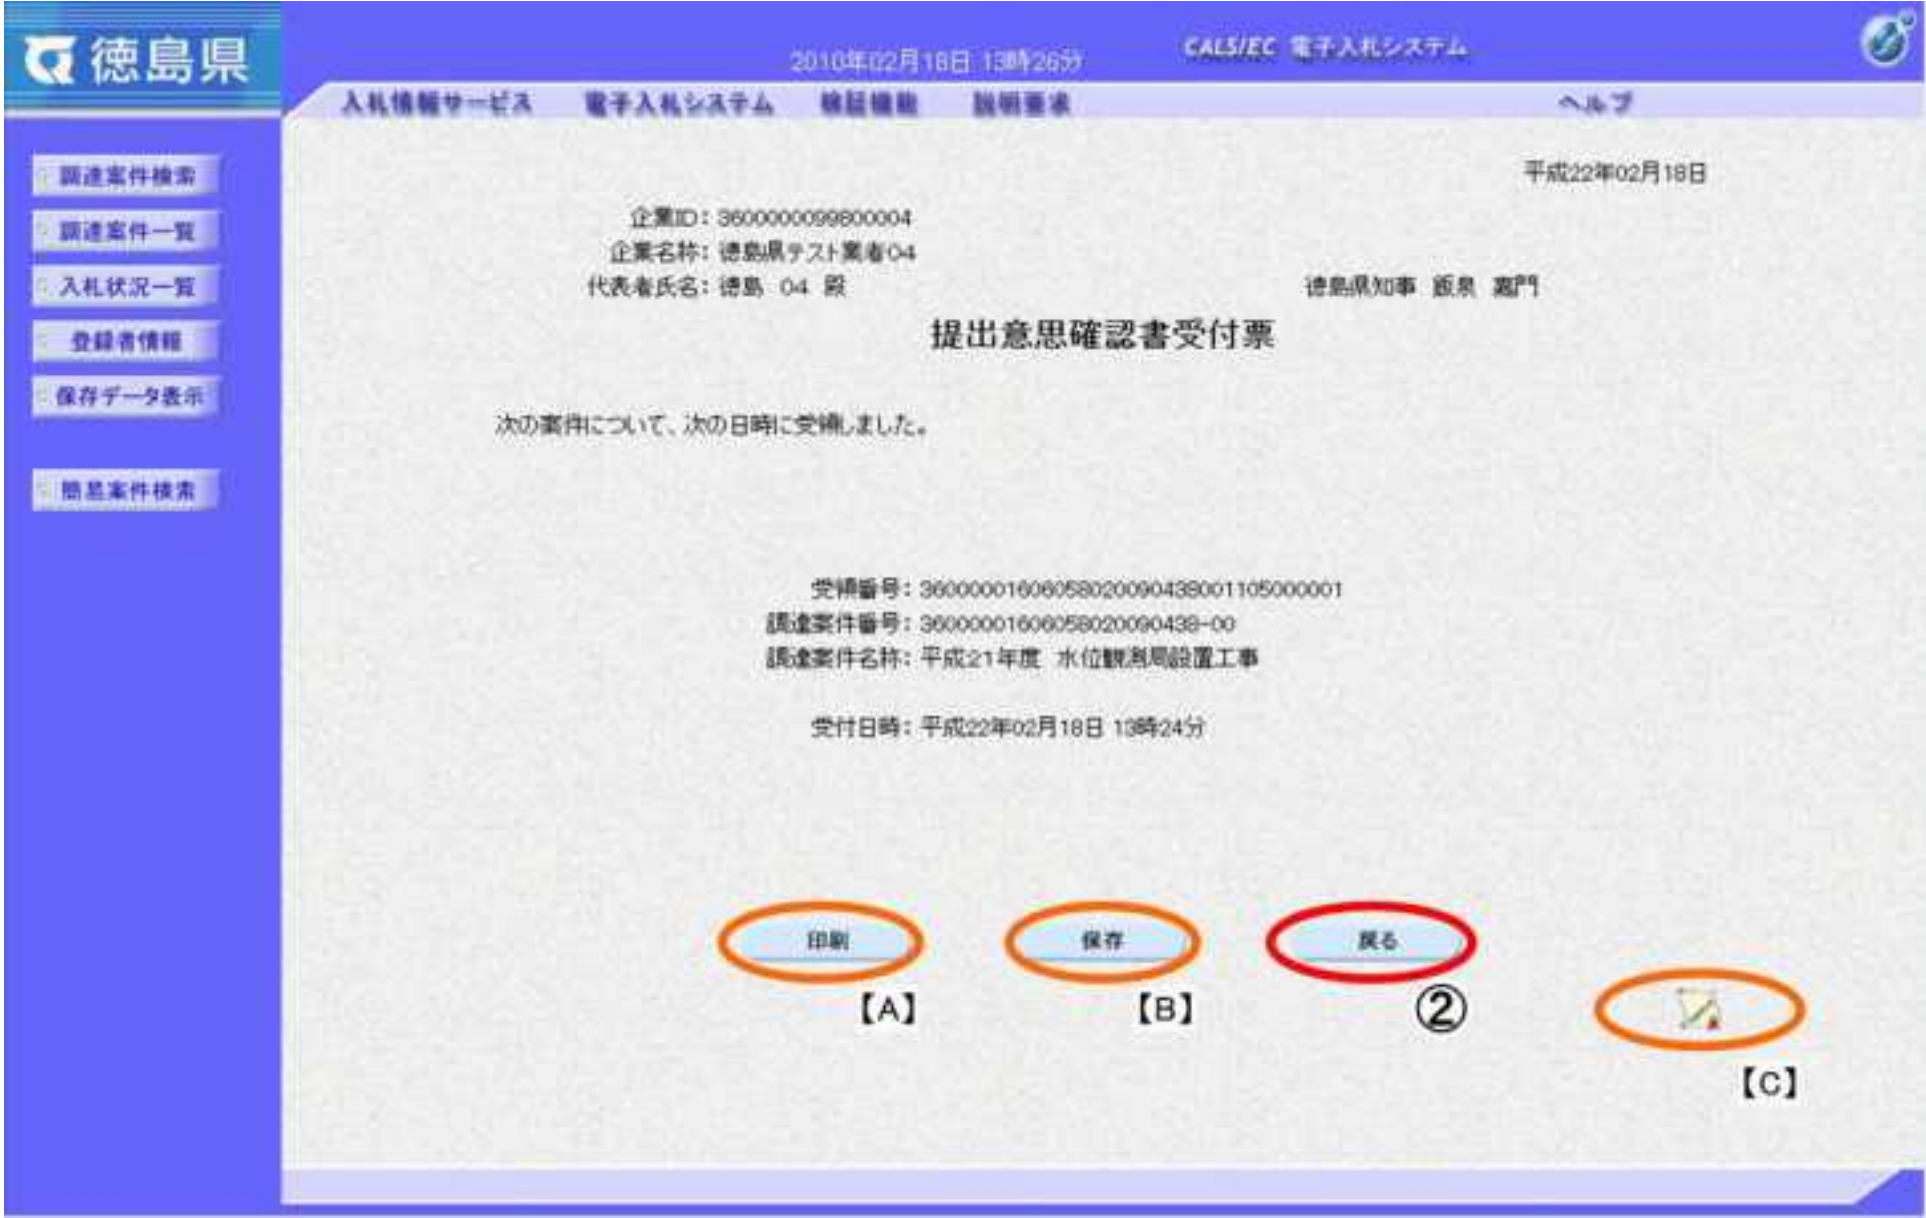 徳島県
2010年02月18日 13時26分
CALS/EC 電子入札システム
入札情報サービス 電子入札システム 検証機能 説明要求 ヘルプ
調達案件検索
調達案件一覧
入札状況一覧
登録者情報
保存データ表示
簡易案件検索
平成22年02月18日
企業ID：3600000099800004
企業名称：徳島県テスト業者04
代表者氏名：徳島 04 殿
徳島県知事 飯泉 嘉門
提出意思確認書受付票
次の案件について、次の日時に受領しました。
受領番号：36000001606058020090438001105000001
調達案件番号：3600000160605802009​0438-00
調達案件名称：平成21年度 水位観測局設置工事
受付日時：平成22年02月18日 13時24分
印刷 保存 戻る
【A】 【B】 ②
【C】